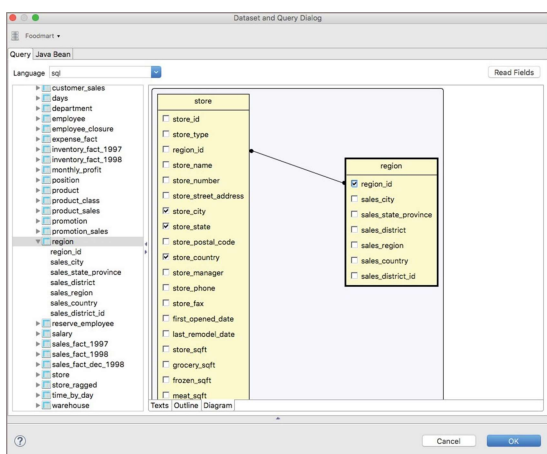 Dataset and Query Dialog
Foodmart
Query Java Bean
Language sql
Read Fields
customer_sales
days
department
employee
employee_closure
expense_fact
inventory_fact_1997
inventory_fact_1998
monthly_profit
position
product
product_class
product_sales
promotion
promotion_sales
region
region_id
sales_city
sales_state_province
sales_district
sales_region
sales_country
sales_district_id
reserve_employee
salary
sales_fact_1997
sales_fact_1998
sales_fact_dec_1998
store
store_ragged
time_by_day
warehouse
store
store_id
store_type
region_id
store_name
store_number
store_street_address
store_city
store_state
store_postal_code
store_country
store_manager
store_phone
store_fax
first_opened_date
last_remodel_date
store_sqft
grocery_sqft
frozen_sqft
meat_sqft
region
region_id
sales_city
sales_state_province
sales_district
sales_region
sales_country
sales_district_id
Texts Outline Diagram
?
Cancel
OK